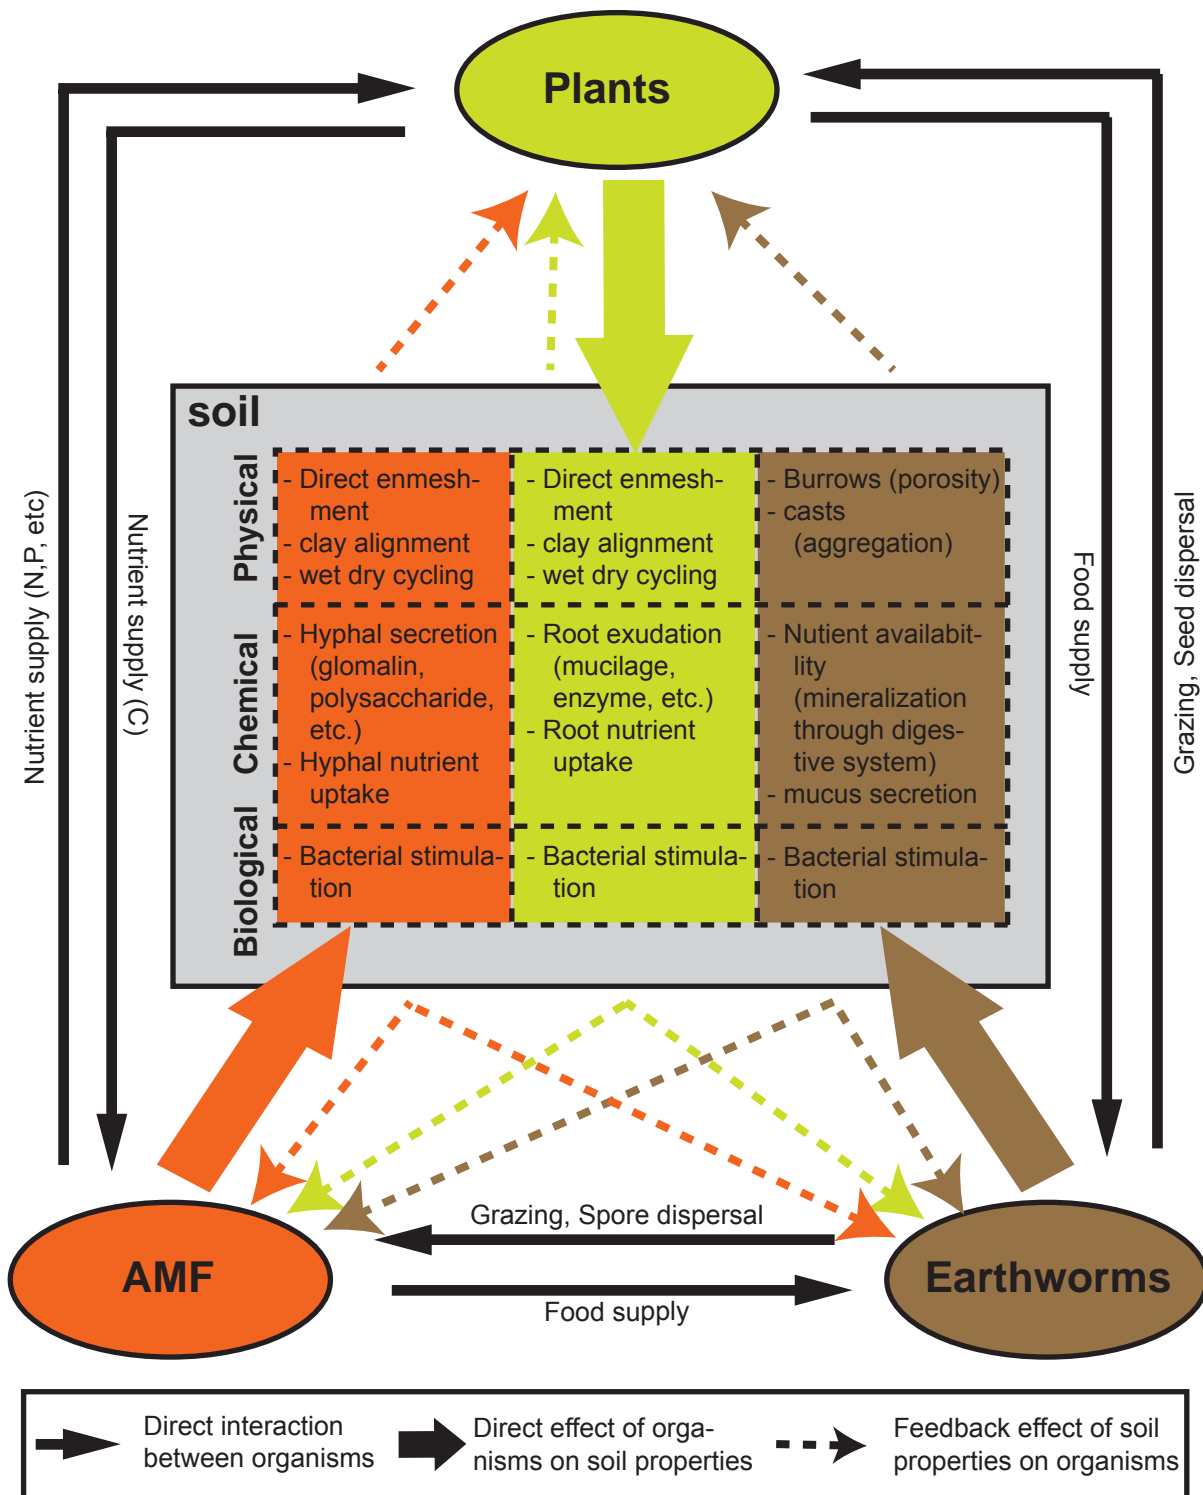 Plants
soil
Physical
- Direct enmesh-
ment
- clay alignment
- wet dry cycling
- Direct enmesh-
ment
- clay alignment
- wet dry cycling
- Burrows (porosity)
- casts
(aggregation)
Chemical
- Hyphal secretion
(glomalin,
polysaccharide,
etc.)
- Hyphal nutrient
uptake
- Root exudation
(mucilage,
enzyme, etc.)
- Root nutrient
uptake
- Nutient availabit-
lity
(mineralization
through diges-
tive system)
- mucus secretion
Biological
- Bacterial stimula-
tion
- Bacterial stimula-
tion
- Bacterial stimula-
tion
Nutrient supply (N,P, etc)
Nutrient supply (C)
Food supply
Grazing, Seed dispersal
Grazing, Spore dispersal
AMF
Earthworms
Food supply
Direct interaction
between organisms
Direct effect of orga-
nisms on soil properties
Feedback effect of soil
properties on organisms